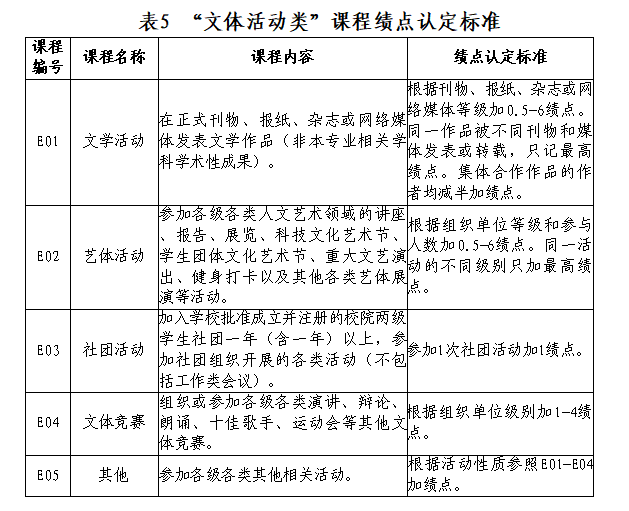 表5 “文体活动类”课程绩点认定标准
课程编号 课程名称 课程内容 绩点认定标准
E01 文学活动
在正式刊物、报纸、杂志或网络媒
体发表文学作品（非本专业相关学
科学术性成果）。
根据刊物、报纸、杂志或网
络媒体等级加0.5-6绩点。
同一作品被不同刊物和媒
体发表或转载，只记最高
绩点。集体合作作品的作
者均减半加绩点。
E02 艺体活动
参加各级各类人文艺术领域的讲座
、报告、展览、科技文化艺术节、
学生团体文化艺术节、重大文艺演
出、健身打卡以及其他各类艺体展
演等活动。
根据组织单位等级和参与
人数加0.5-6绩点。同一活
动的不同级别只加最高绩
点。
E03 社团活动
加入学校批准成立并注册的校院两级
学生社团一年（含一年）以上，参
加社团组织开展的各类活动（不包
括工作类会议）。
参加1次社团活动加1绩点。
E04 文体竞赛
组织或参加各级各类演讲、辩论、
朗诵、十佳歌手、运动会等其他文
体竞赛。
根据组织单位级别加1-4绩
点。
E05 其他
参加各级各类其他相关活动。
根据活动性质参照E01-E04
加绩点。